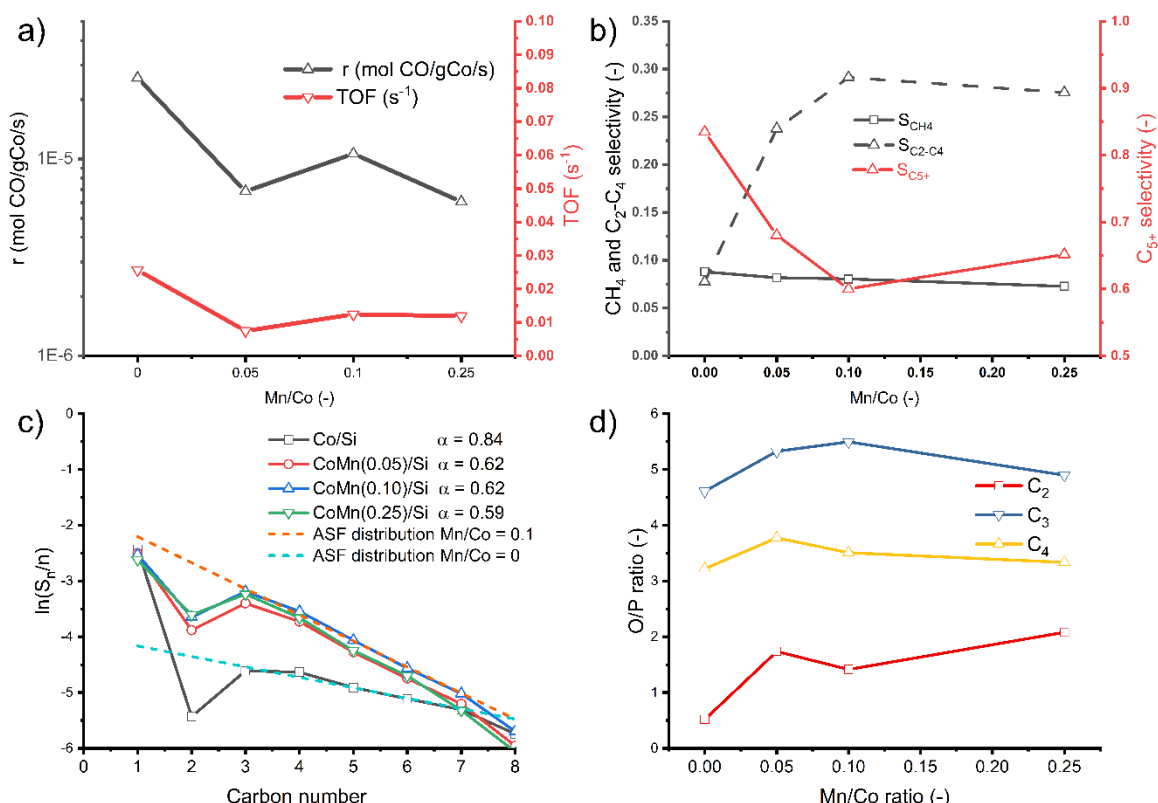 a)
r (mol CO/gCo/s)
1E-5
1E-6
r (mol CO/gCo/s)
TOF (s⁻¹)
0.10
0.09
0.08
0.07
0.06
0.05
0.04
0.03
0.02
0.01
0.00
TOF (s⁻¹)
0
0.05
0.1
0.25
Mn/Co (-)
b)
CH₄ and C₂-C₄ selectivity (-)
0.35
0.30
0.25
0.20
0.15
0.10
0.05
0.00
S_CH4
S_C2-C4
S_C5+
1.0
0.9
0.8
0.7
0.6
0.5
C₅₊ selectivity (-)
0.00
0.05
0.10
0.15
0.20
0.25
Mn/Co (-)
c)
ln(Sₙ/n)
0
-1
-2
-3
-4
-5
-6
Co/Si α = 0.84
CoMn(0.05)/Si α = 0.62
CoMn(0.10)/Si α = 0.62
CoMn(0.25)/Si α = 0.59
ASF distribution Mn/Co = 0.1
ASF distribution Mn/Co = 0
0
1
2
3
4
5
6
7
8
Carbon number
d)
O/P ratio (-)
6
5
4
3
2
1
0
C₂
C₃
C₄
0.00
0.05
0.10
0.15
0.20
0.25
Mn/Co ratio (-)